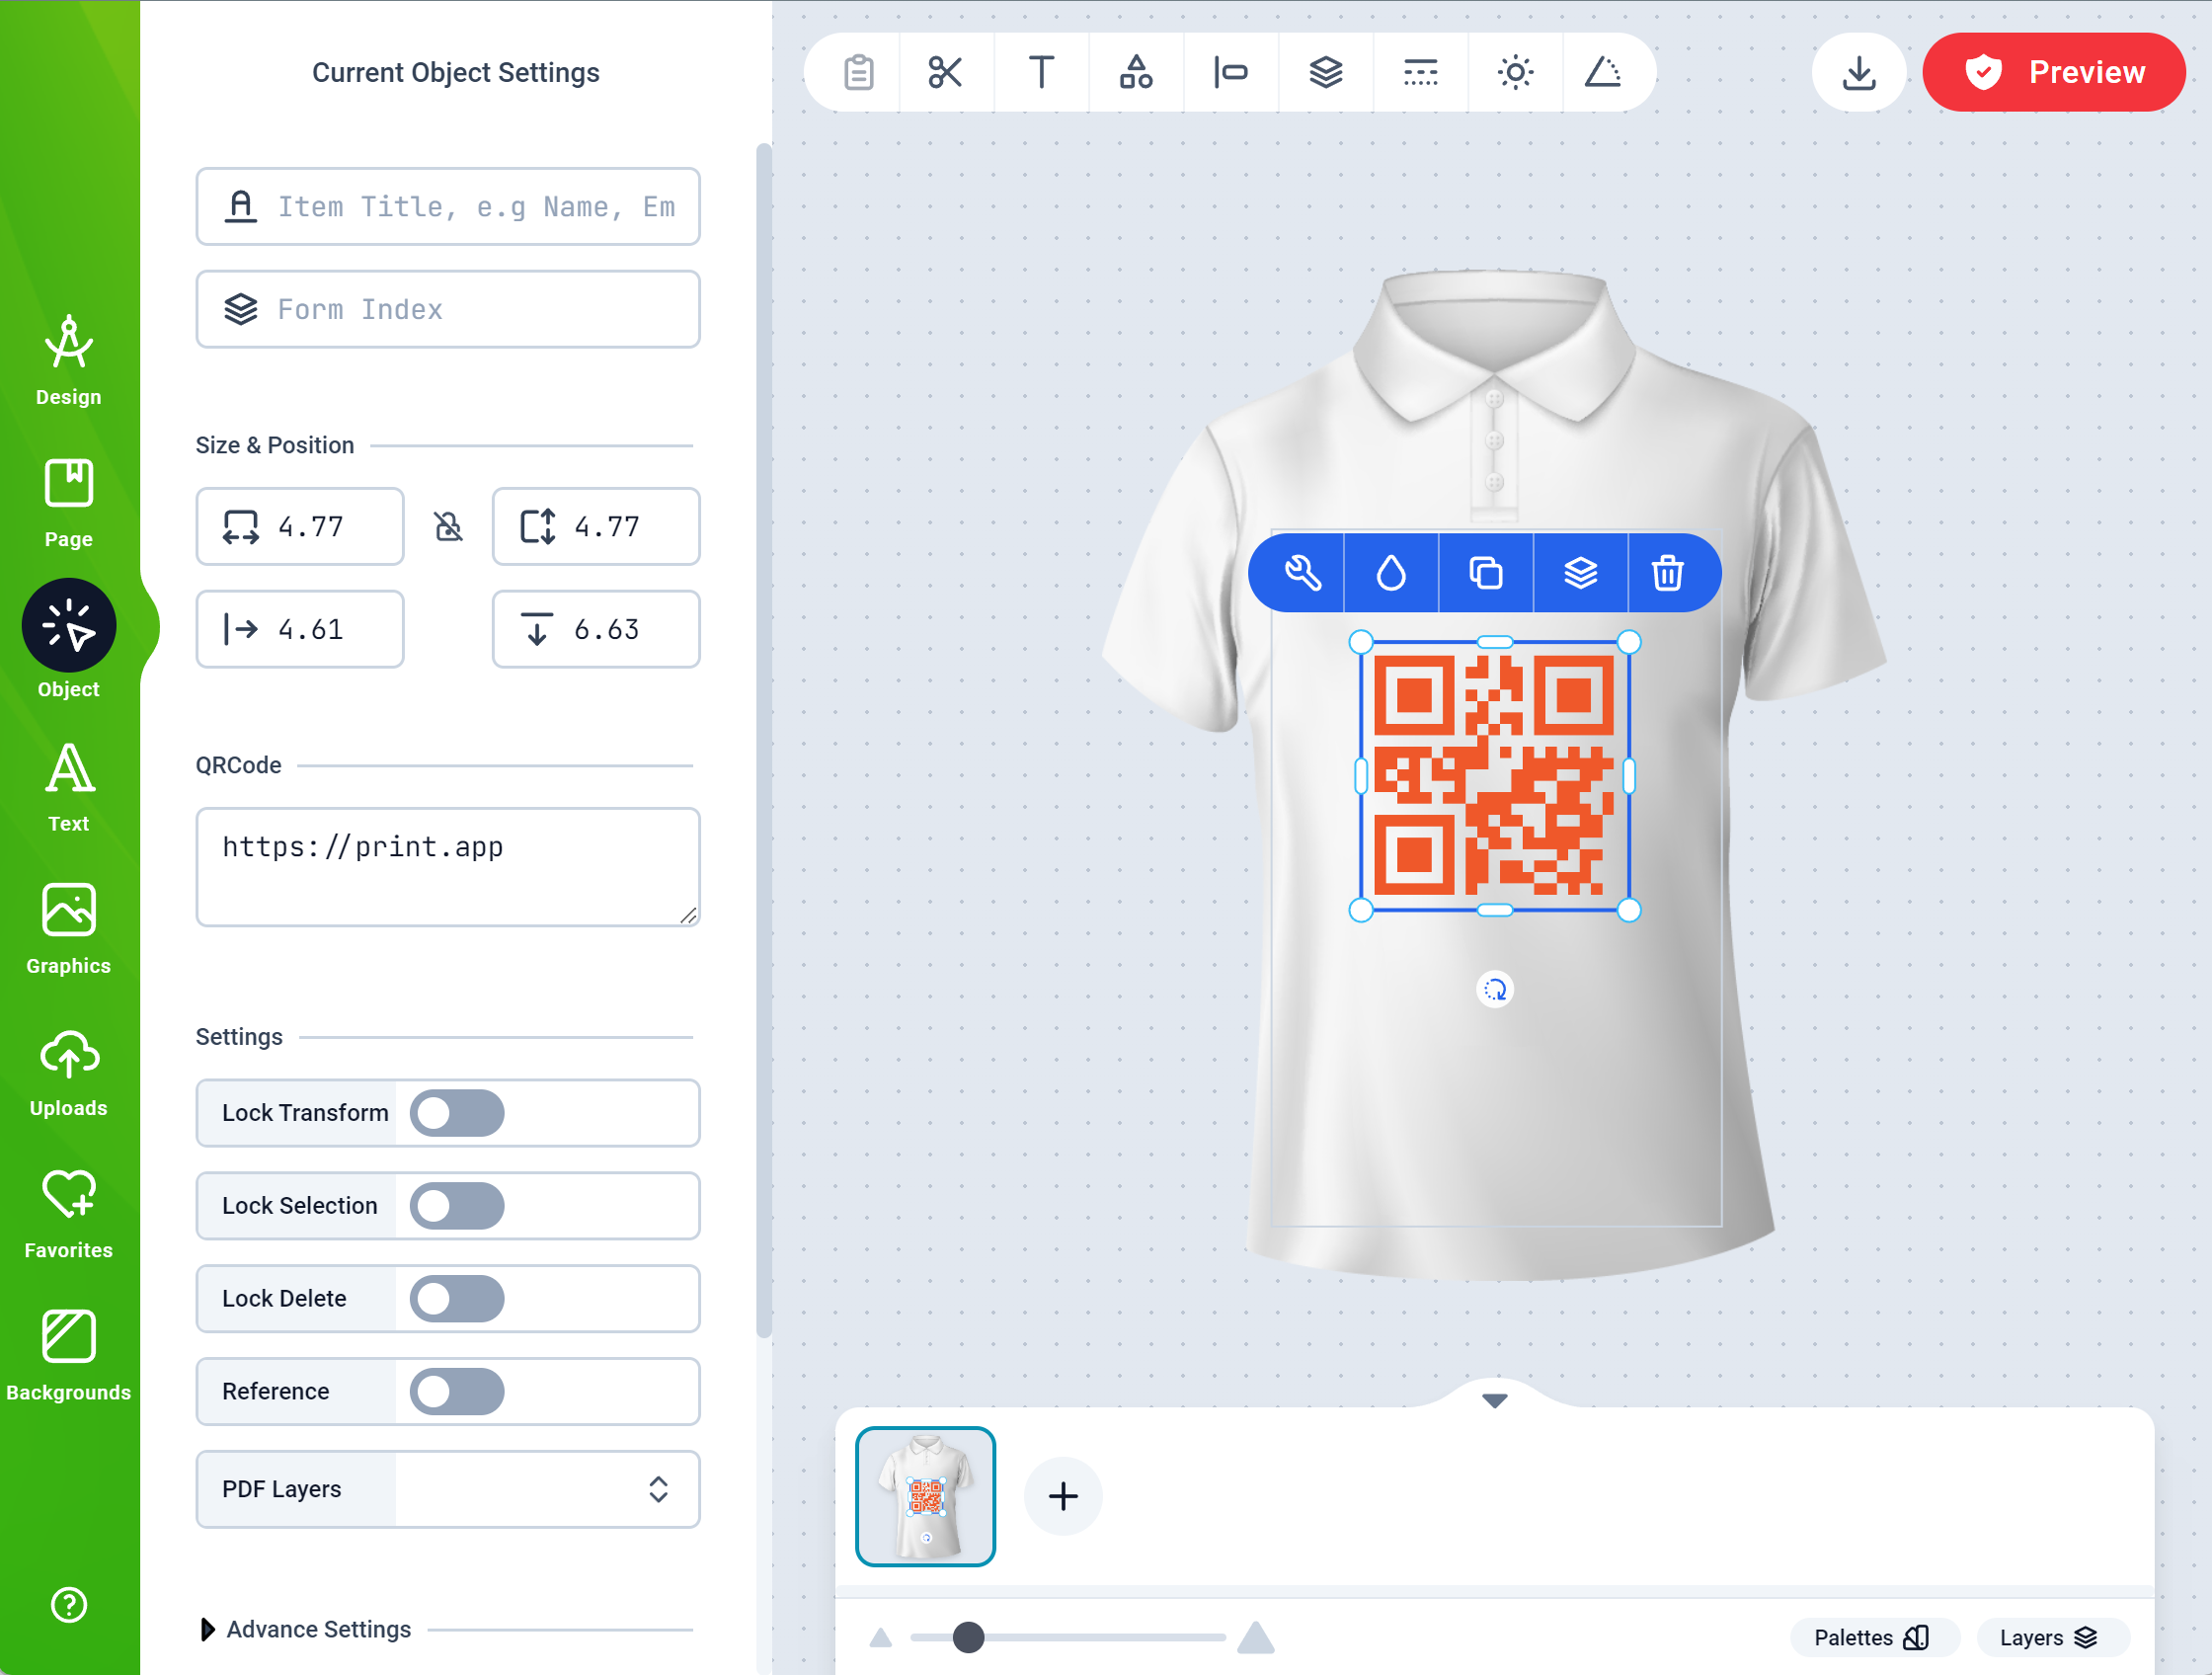 Current Object Settings
Item Title, e.g Name, Em
Form Index
Size & Position
4.77
4.77
4.61
6.63
QRCode
https://print.app
Settings
Lock Transform
Lock Selection
Lock Delete
Reference
PDF Layers
Advance Settings
Design
Page
Object
Text
Graphics
Uploads
Favorites
Backgrounds
Preview
Palettes
Layers